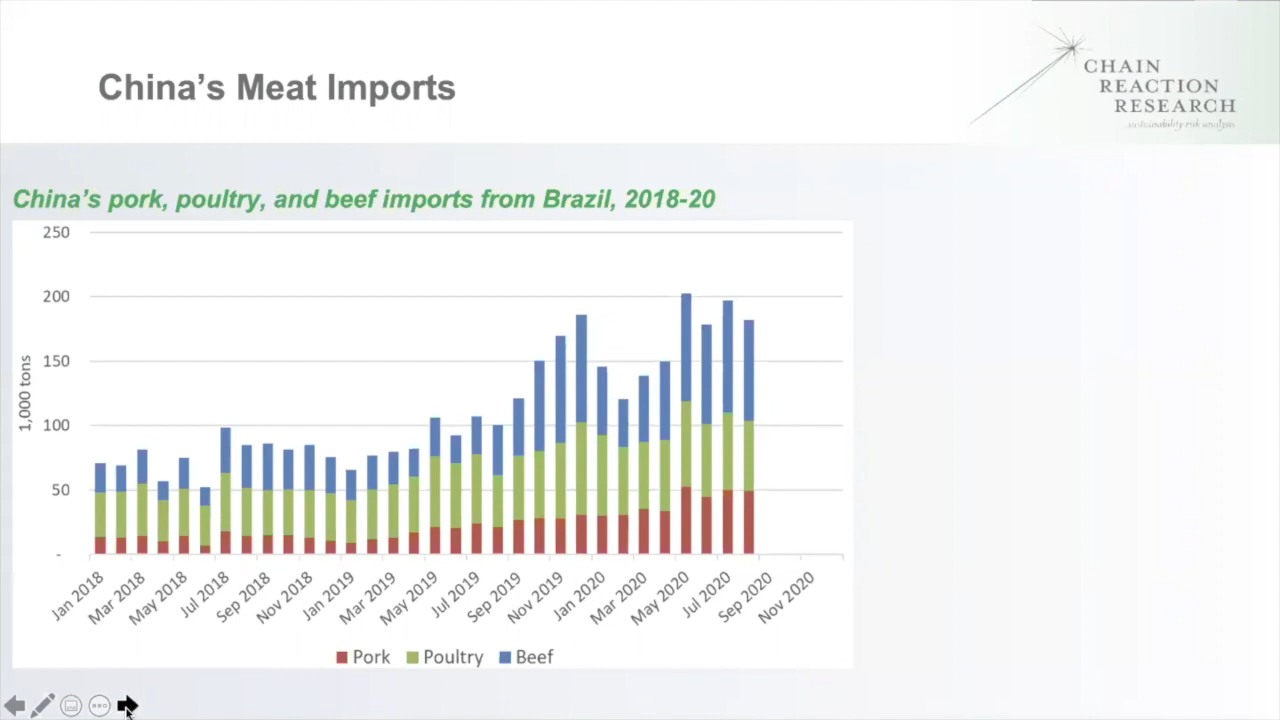 China’s Meat Imports
CHAIN
REACTION
RESEARCH
sustainability risk analysis
China’s pork, poultry, and beef imports from Brazil, 2018-20
250
200
150
100
50
-
1,000 tons
Jan 2018
Mar 2018
May 2018
Jul 2018
Sep 2018
Nov 2018
Jan 2019
Mar 2019
May 2019
Jul 2019
Sep 2019
Nov 2019
Jan 2020
Mar 2020
May 2020
Jul 2020
Sep 2020
Nov 2020
Pork Poultry Beef